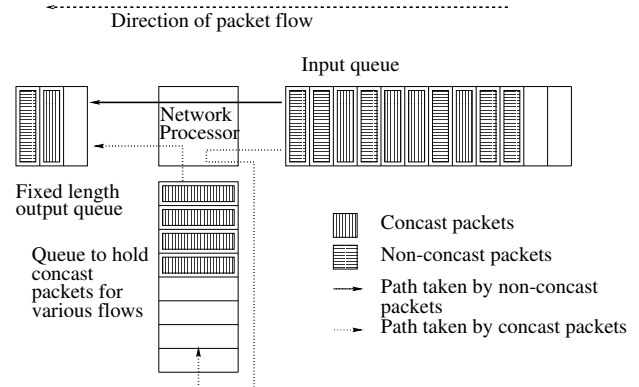 Direction of packet flow
Input queue
Network
Processor
Fixed length
output queue
Queue to hold
concast
packets for
various flows
Concast packets
Non-concast packets
Path taken by non-concast
packets
Path taken by concast packets